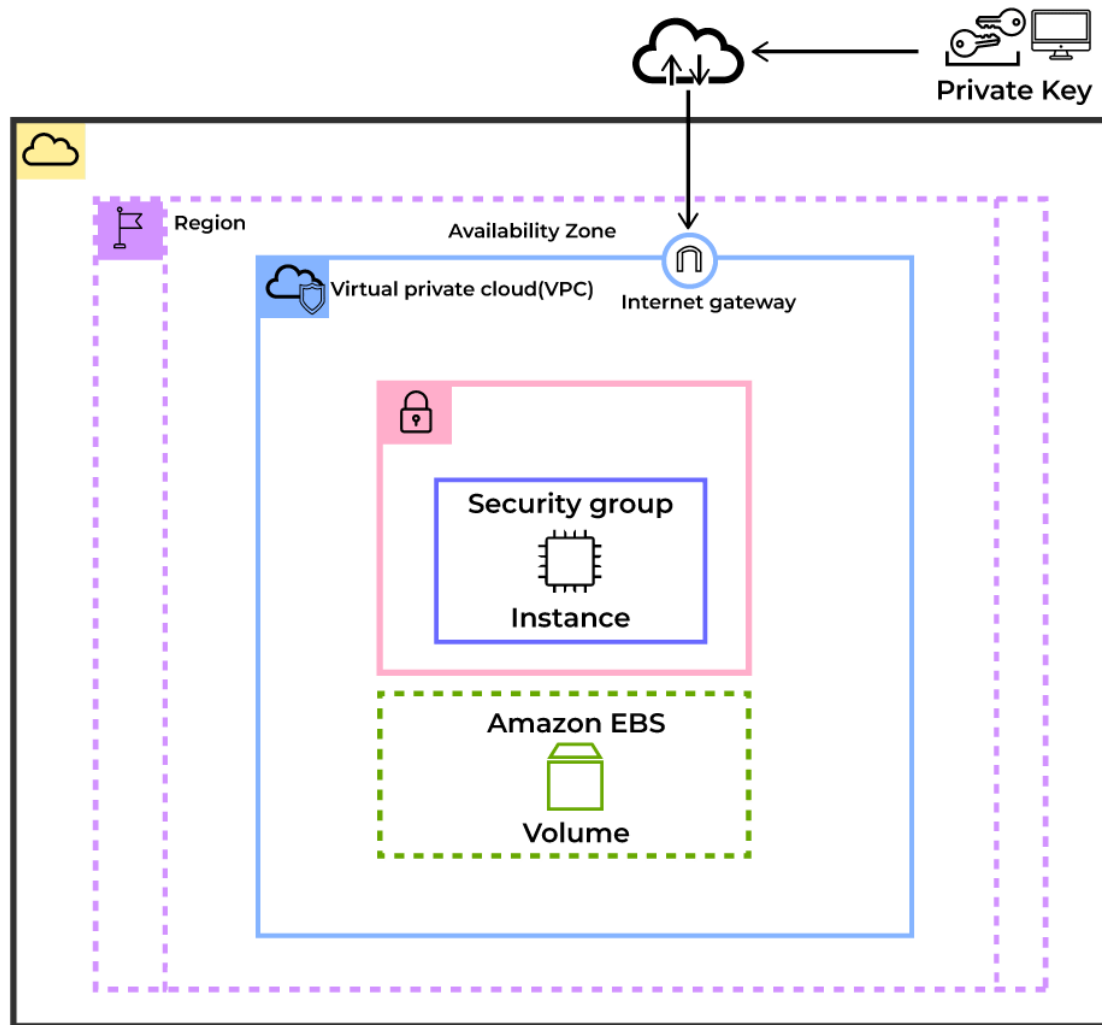 Private Key
Region
Availability Zone
Virtual private cloud(VPC)
Internet gateway
Security group
Instance
Amazon EBS
Volume